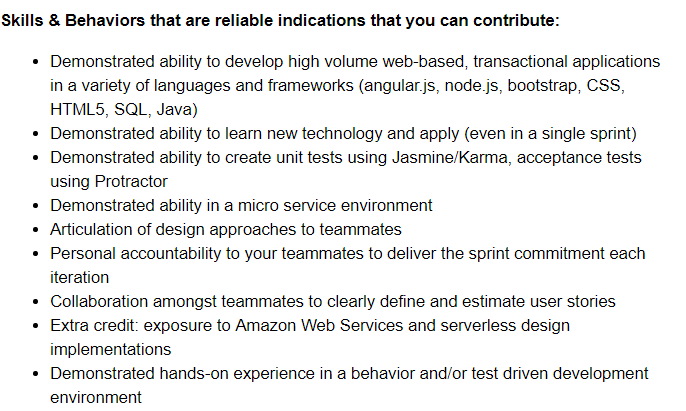 Skills & Behaviors that are reliable indications that you can contribute:
• Demonstrated ability to develop high volume web-based, transactional applications
in a variety of languages and frameworks (angular.js, node.js, bootstrap, CSS,
HTML5, SQL, Java)
• Demonstrated ability to learn new technology and apply (even in a single sprint)
• Demonstrated ability to create unit tests using Jasmine/Karma, acceptance tests
using Protractor
• Demonstrated ability in a micro service environment
• Articulation of design approaches to teammates
• Personal accountability to your teammates to deliver the sprint commitment each
iteration
• Collaboration amongst teammates to clearly define and estimate user stories
• Extra credit: exposure to Amazon Web Services and serverless design
implementations
• Demonstrated hands-on experience in a behavior and/or test driven development
environment